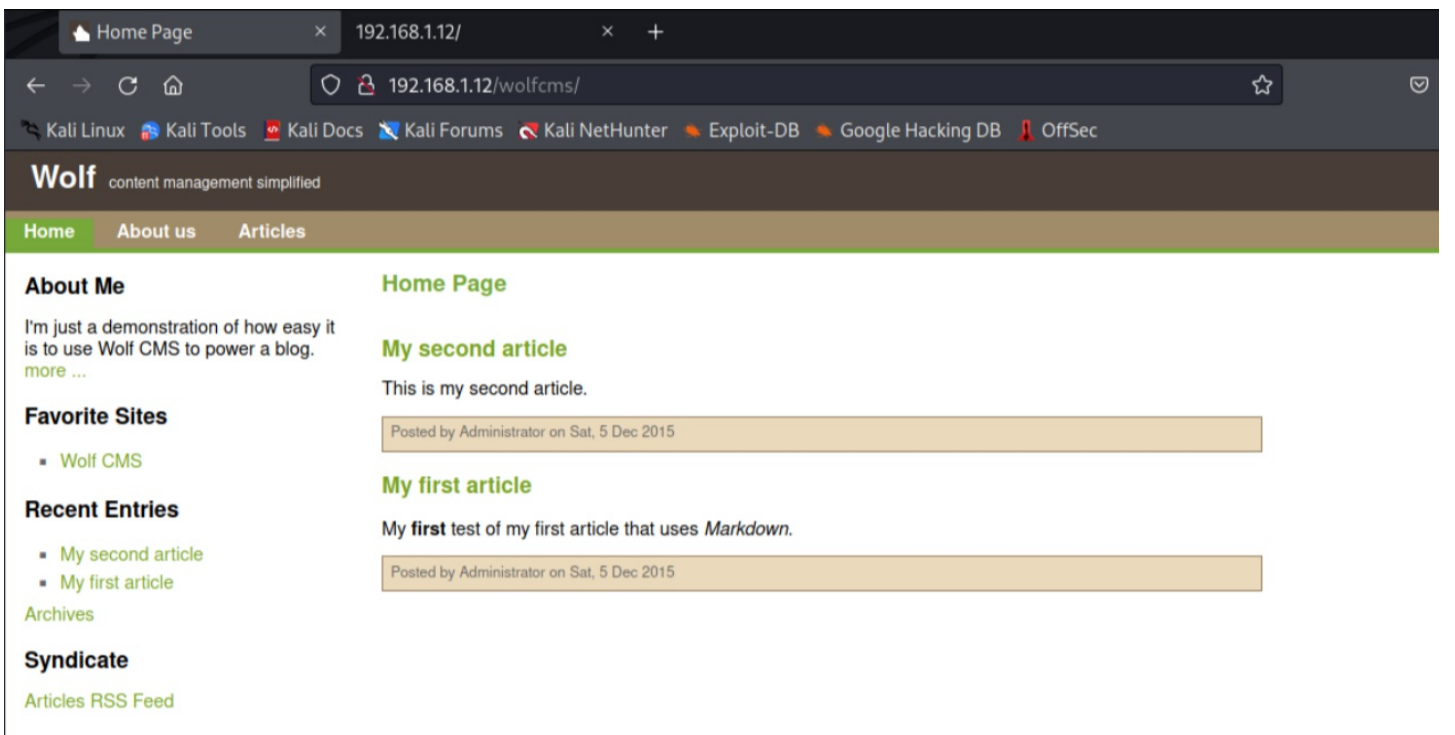 Home Page
192.168.1.12/
192.168.1.12/wolfcms/
Kali Linux Kali Tools Kali Docs Kali Forums Kali NetHunter Exploit-DB Google Hacking DB OffSec
Wolf content management simplified
Home About us Articles
About Me
I'm just a demonstration of how easy it
is to use Wolf CMS to power a blog.
more ...
Favorite Sites
Wolf CMS
Recent Entries
My second article
My first article
Archives
Syndicate
Articles RSS Feed
Home Page
My second article
This is my second article.
Posted by Administrator on Sat, 5 Dec 2015
My first article
My first test of my first article that uses Markdown.
Posted by Administrator on Sat, 5 Dec 2015